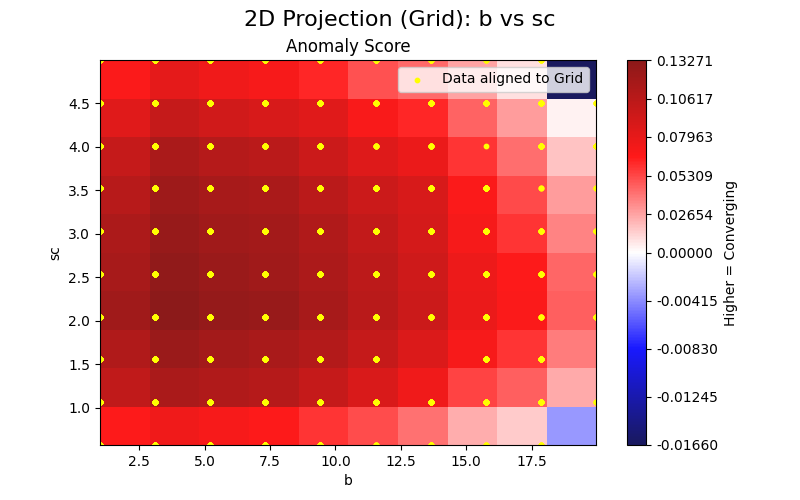 2D Projection (Grid): b vs sc
Anomaly Score
Data aligned to Grid
sc
4.5
4.0
3.5
3.0
2.5
2.0
1.5
1.0
2.5 5.0 7.5 10.0 12.5 15.0 17.5
b
0.13271
0.10617
0.07963
0.05309
0.02654
0.00000
-0.00415
-0.00830
-0.01245
-0.01660
Higher = Converging